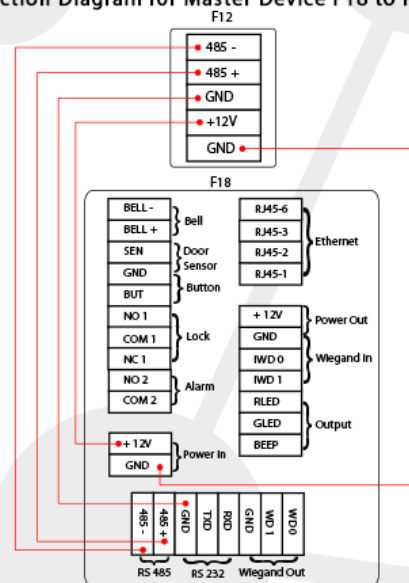 ction Diagram for Master Device F18 to
F12
485 -
485 +
GND
+12V
GND
F18
BELL -
BELL +
Bell
SEN
GND
Door
Sensor
BUT
Button
NO 1
COM 1
NC 1
Lock
NO 2
COM 2
Alarm
+ 12V
GND
Power In
RJ45-6
RJ45-3
RJ45-2
RJ45-1
Ethernet
+ 12V
Power Out
GND
IWD 0
IWD 1
Wiegand In
RLED
GLED
BEEP
Output
485 -
485 +
GND
TXD
RXD
GND
WD 1
WD0
RS 485
RS 232
Wiegand Out